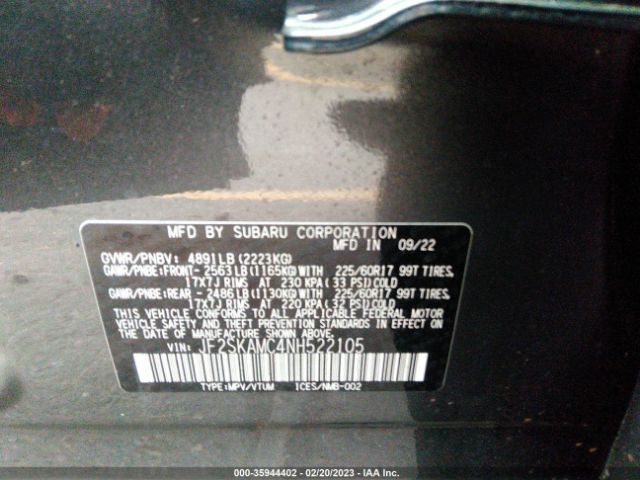 MFD BY SUBARU CORPORATION
MFD IN 09/22
GVWR/PNBV: 4891LB(2223KG)
GAWR/PNBE:FRONT-2563LB(1165KG)WITH 225/60R17 99T TIRES,
17X7J RIMS AT 230 KPA(33 PSI)COLD
GAWR/PNBE:REAR -2486LB(1130KG)WITH 225/60R17 99T TIRES,
17X7J RIMS AT 220 KPA(32 PSI)COLD
THIS VEHICLE CONFORMS TO ALL APPLICABLE FEDERAL MOTOR
VEHICLE SAFETY AND THEFT PREVENTION STANDARDS IN EFFECT
ON THE DATE OF MANUFACTURE SHOWN ABOVE.
VIN: JF2SKAMC4NH522105
TYPE:MPV/VTUM ICES/NMB-002
000-35944402 - 02/20/2023 - IAA Inc.